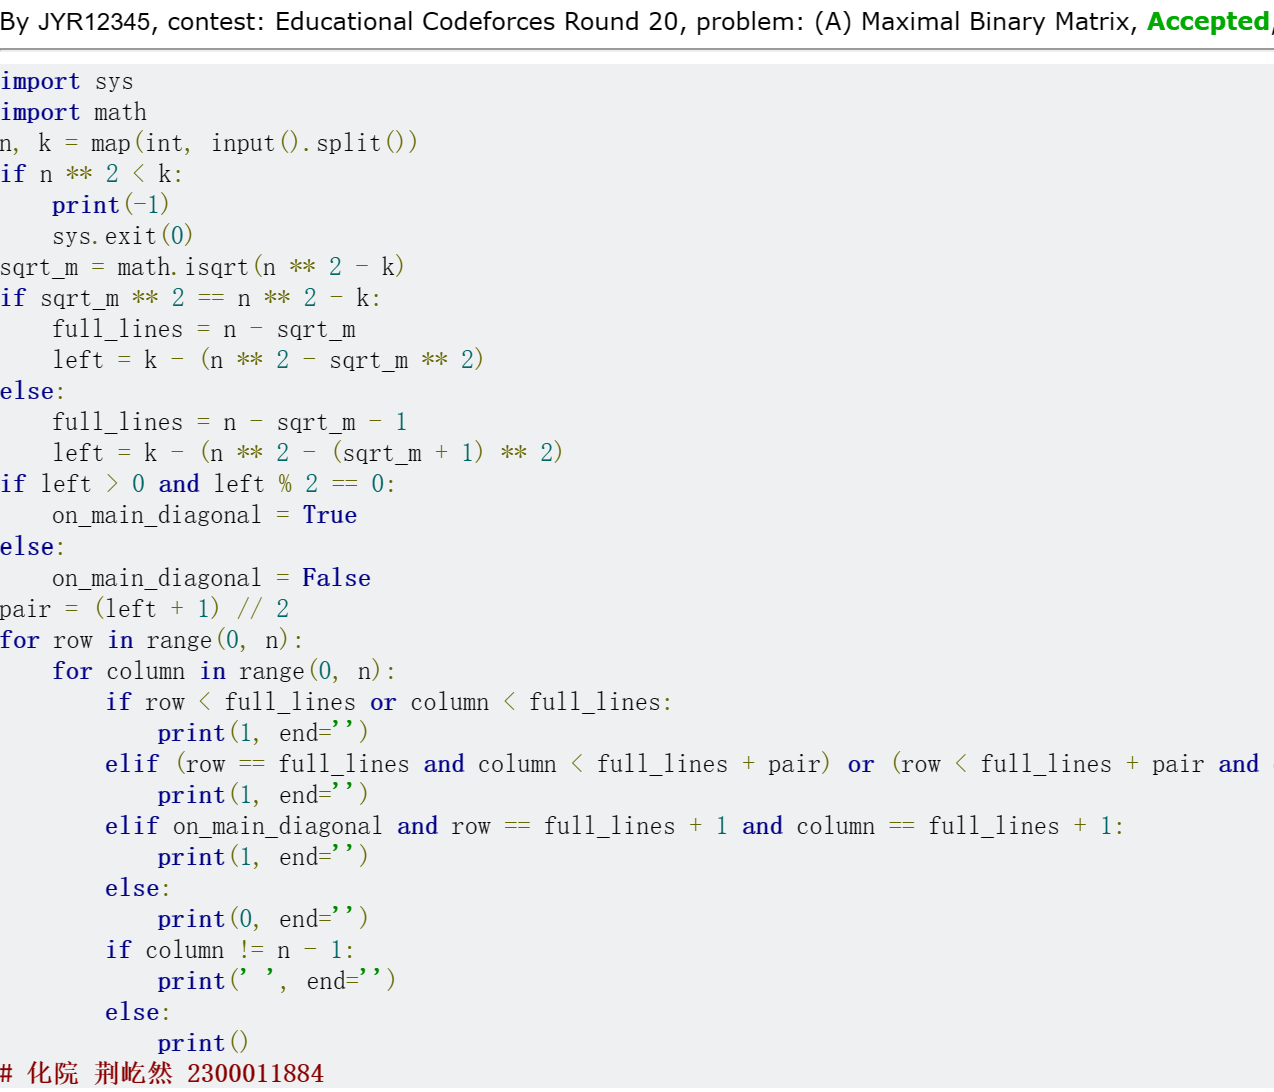 By JYR12345, contest: Educational Codeforces Round 20, problem: (A) Maximal Binary Matrix, Accepted,
import sys
import math
n, k = map(int, input().split())
if n ** 2 < k:
    print(-1)
    sys.exit(0)
sqrt_m = math.isqrt(n ** 2 - k)
if sqrt_m ** 2 == n ** 2 - k:
    full_lines = n - sqrt_m
    left = k - (n ** 2 - sqrt_m ** 2)
else:
    full_lines = n - sqrt_m - 1
    left = k - (n ** 2 - (sqrt_m + 1) ** 2)
if left > 0 and left % 2 == 0:
    on_main_diagonal = True
else:
    on_main_diagonal = False
pair = (left + 1) // 2
for row in range(0, n):
    for column in range(0, n):
        if row < full_lines or column < full_lines:
            print(1, end='')
        elif (row == full_lines and column < full_lines + pair) or (row < full_lines + pair and
            print(1, end='')
        elif on_main_diagonal and row == full_lines + 1 and column == full_lines + 1:
            print(1, end='')
        else:
            print(0, end='')
        if column != n - 1:
            print(' ', end='')
        else:
            print()
# 化院 荆屹然 2300011884